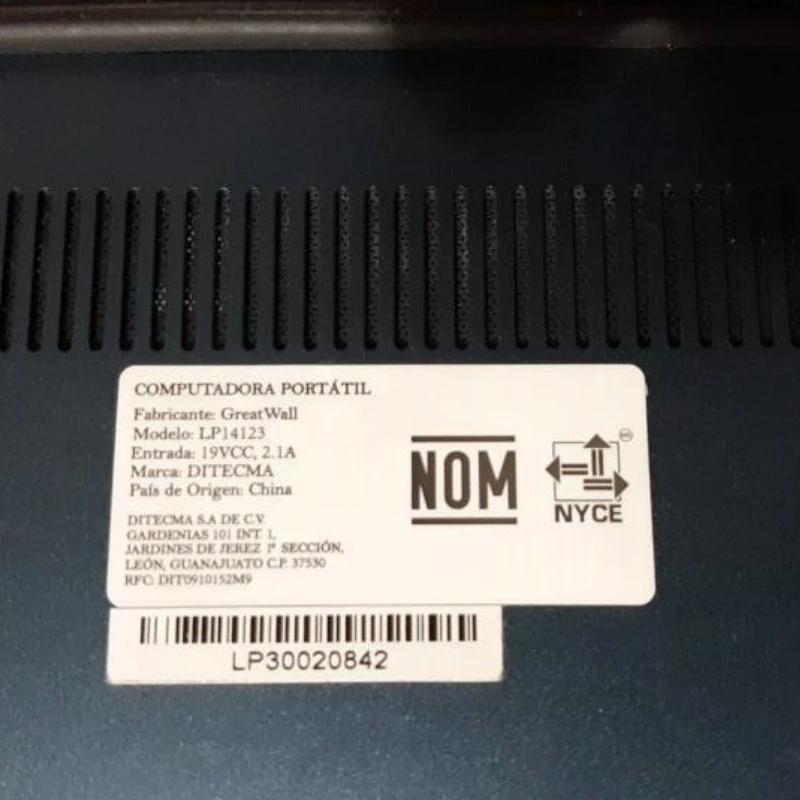 COMPUTADORA PORTÁTIL
Fabricante: GreatWall
Modelo: LP14123
Entrada: 19VCC, 2.1A
Marca: DITECMA
País de Origen: China
DITECMA S.A DE C.V.
GARDENIAS 101 INT. 1,
JARDINES DE JEREZ 1ª SECCIÓN,
LEÓN, GUANAJUATO C.P. 37530
RFC: DIT0910152M9
NOM
NYCE
LP30020842